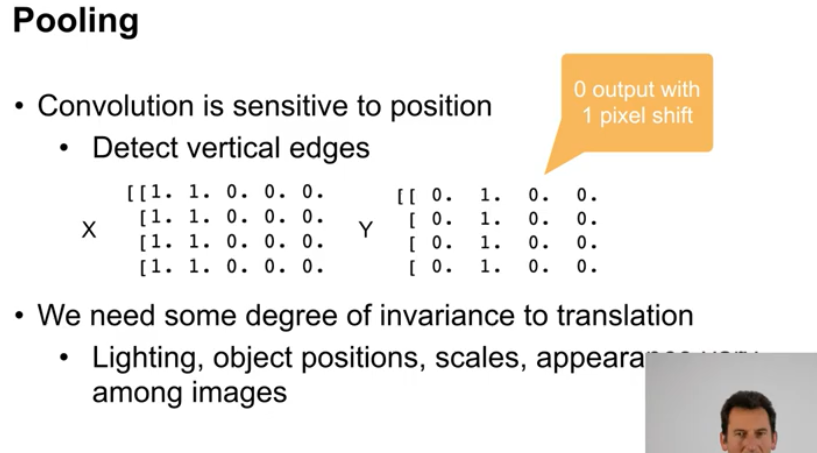 Pooling
• Convolution is sensitive to position
• Detect vertical edges
0 output with
1 pixel shift
X
[[1. 1. 0. 0. 0.
[1. 1. 0. 0. 0.
[1. 1. 0. 0. 0.
[1. 1. 0. 0. 0.
Y
[[ 0. 1. 0. 0.
[ 0. 1. 0. 0.
[ 0. 1. 0. 0.
[ 0. 1. 0. 0.
• We need some degree of invariance to translation
• Lighting, object positions, scales,
among images